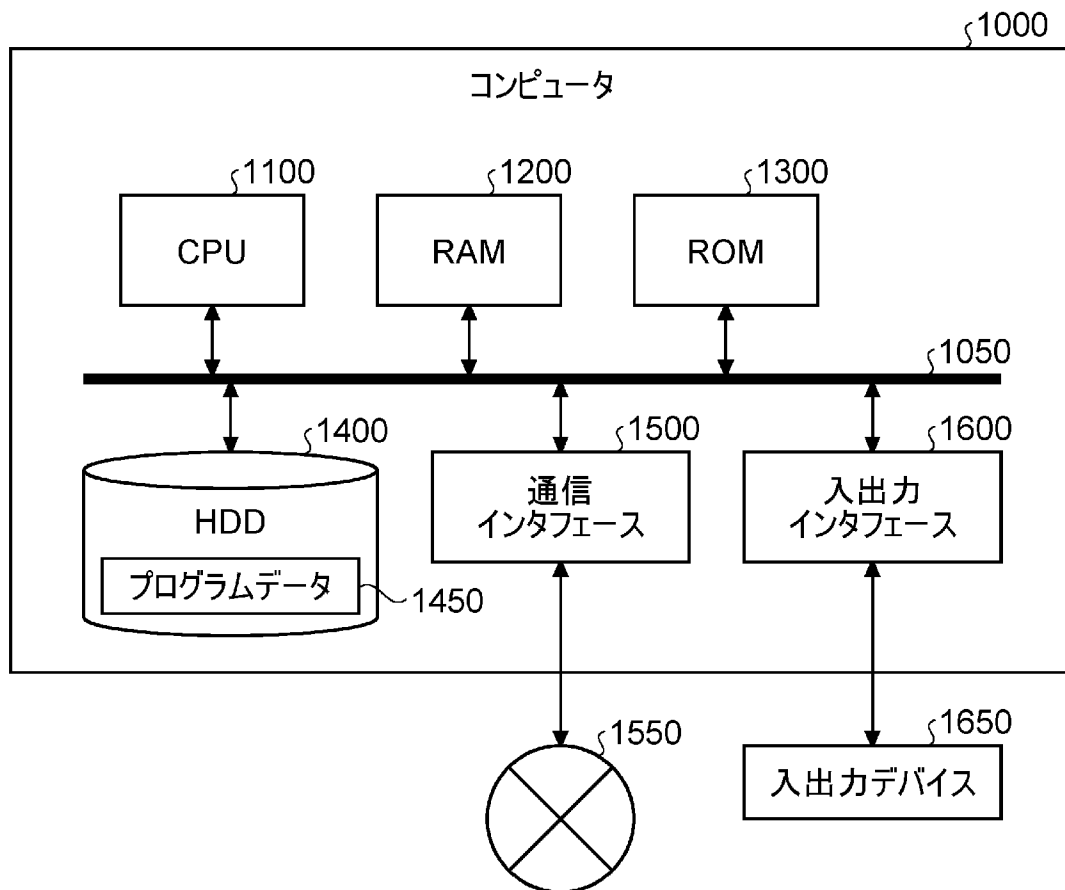 1000
コンピュータ
1100
1200
1300
CPU
RAM
ROM
1050
1400
1500
1600
HDD
通信
インタフェース
入出力
インタフェース
プログラムデータ
1450
1550
1650
入出力デバイス